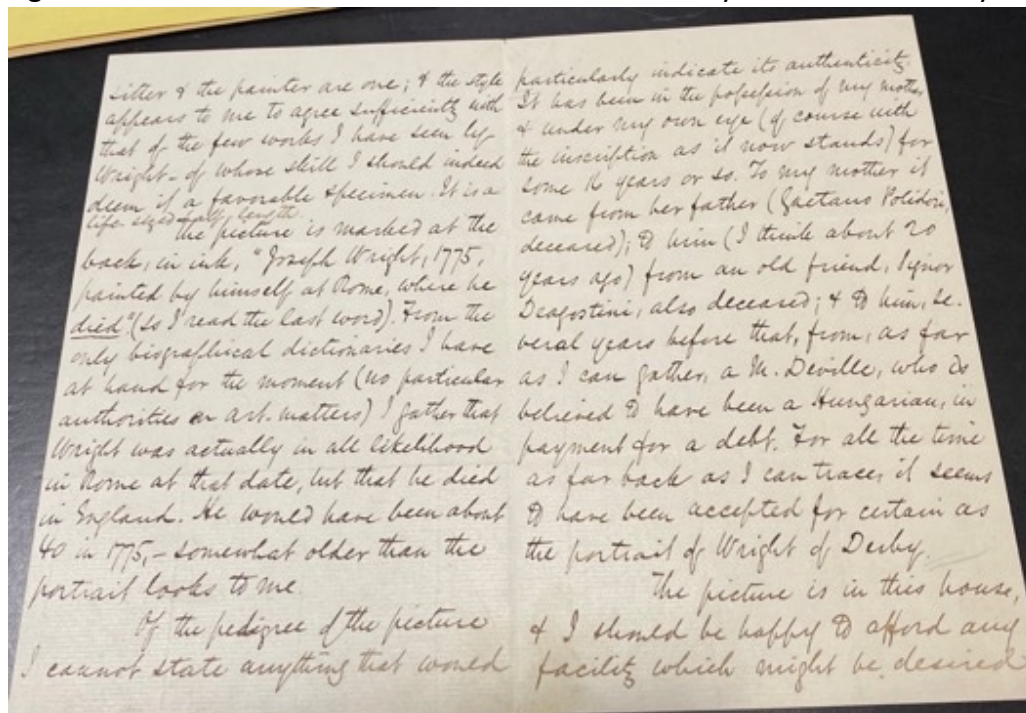 sitter & the painter are one; & the style
appears to me to agree sufficiently with
that of the few works I have seen by
Wright – of whose skill I should indeed
deem it a favorable specimen. It is a
life-sized half-length.
The picture is marked at the
back, in ink, "Joseph Wright, 1775,
painted by himself at Rome, where he
died" (so I read the last word). From the
only biographical dictionaries I have
at hand for the moment (no particular
authorities on art-matters) I gather that
Wright was actually in all likelihood
in Rome at that date, but that he died
in England. He would have been about
40 in 1775, – somewhat older than the
portrait looks to me.
Of the pedigree of the picture
I cannot state anything that would
particularly indicate its authenticity.
It has been in the possession of my mother,
& under my own eye (of course with
the inscription as it now stands) for
some years or so. To my mother it
came from her father (Gaetano Polidori,
deceased); to him (I think about 20
years ago) from an old friend, Signor
Deagostini, also deceased; & to him, se-
veral years before that, from, as far
as I can gather, a M. Deville, who is
believed to have been a Hungarian, in
payment for a debt. For all the time
as far back as I can trace, it seems
to have been accepted for certain as
the portrait of Wright of Derby.
The picture is in this house,
& I should be happy to afford any
facility which might be desired